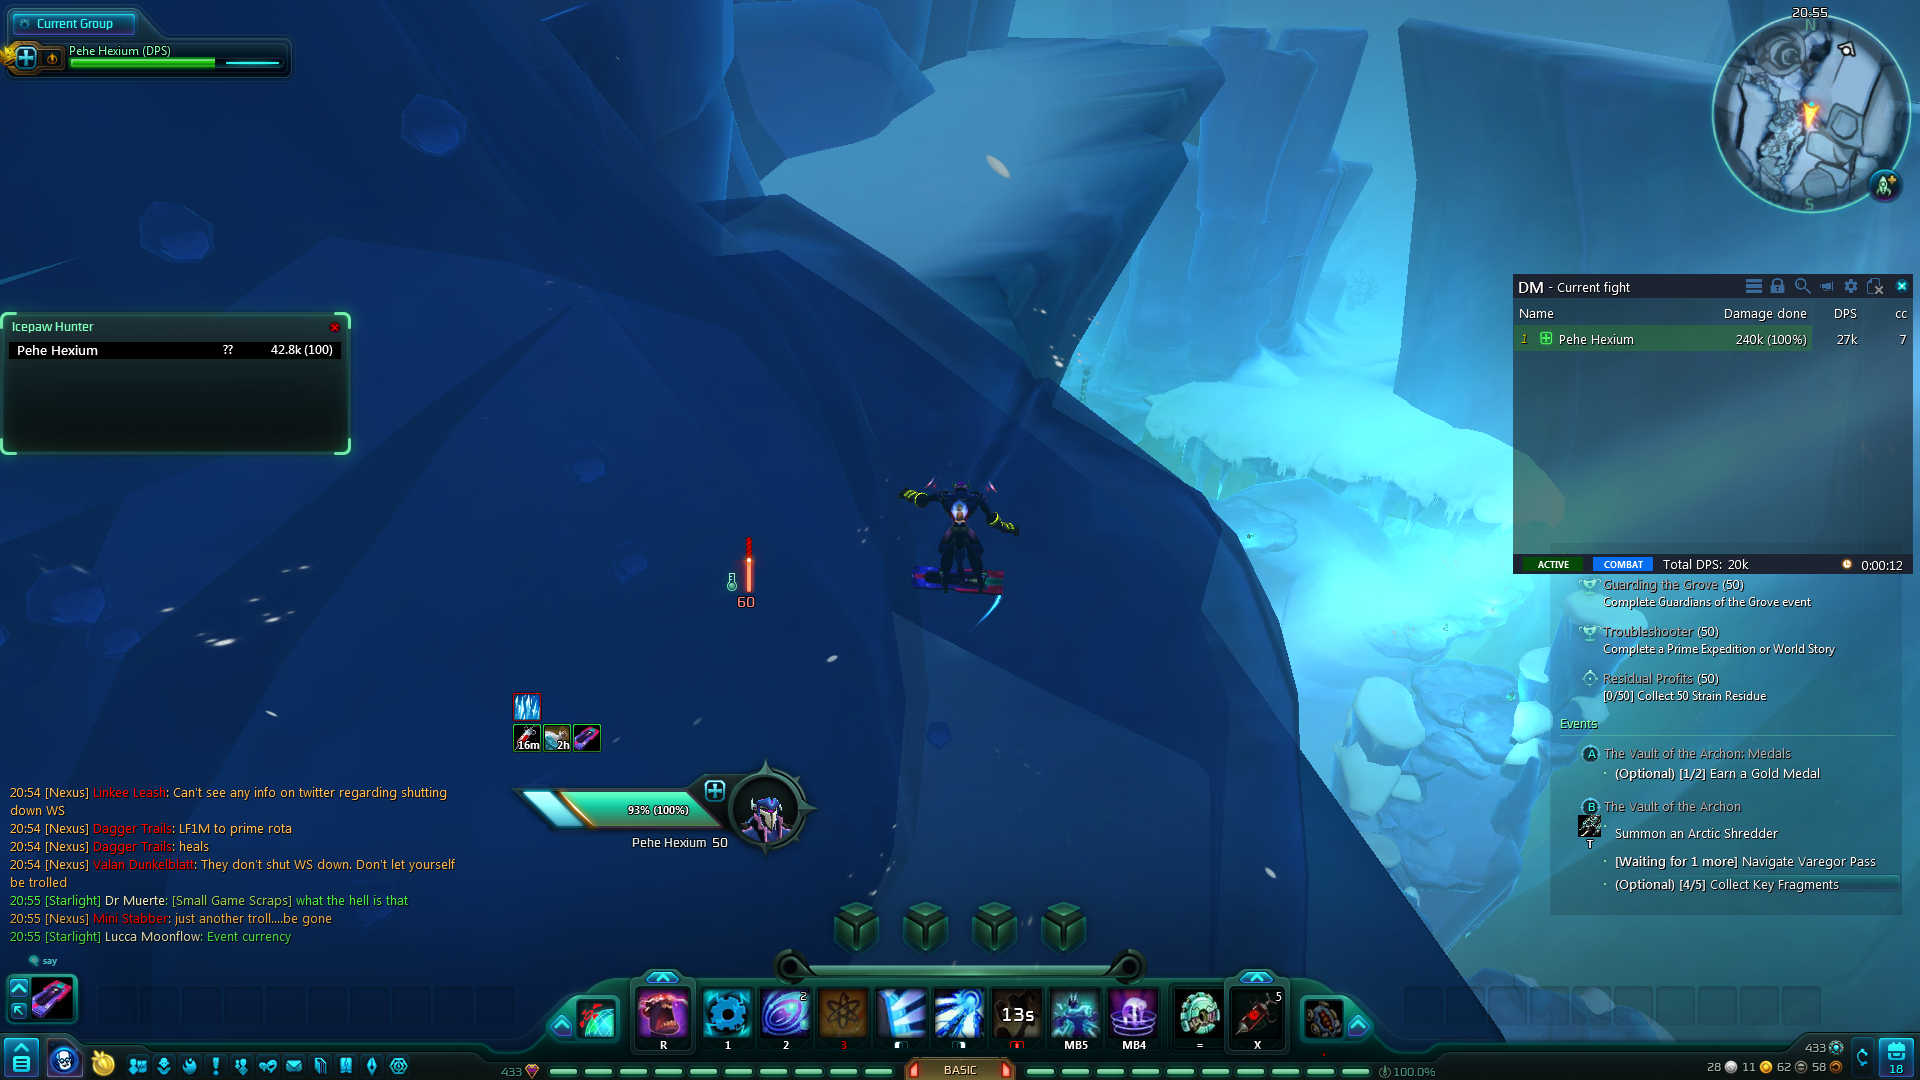 Current Group
Pehe Hexium (DPS)
20:55
N
S
Icepaw Hunter
Pehe Hexium ?? 42.8k (100)
DM - Current fight
Name Damage done DPS cc
1 Pehe Hexium 240k (100%) 27k 7
ACTIVE COMBAT Total DPS: 20k 0:00:12
Guarding the Grove (50)
Complete Guardians of the Grove event
Troubleshooter (50)
Complete a Prime Expedition or World Story
Residual Profits (50)
[0/50] Collect 50 Strain Residue
Events
A The Vault of the Archon: Medals
(Optional) [1/2] Earn a Gold Medal
B The Vault of the Archon
Summon an Arctic Shredder
T
[Waiting for 1 more] Navigate Varegor Pass
(Optional) [4/5] Collect Key Fragments
60
16m 2h
93% (100%)
Pehe Hexium 50
20:54 [Nexus] Linkee Leash: Can't see any info on twitter regarding shutting
down WS
20:54 [Nexus] Dagger Trails: LF1M to prime rota
20:54 [Nexus] Dagger Trails: heals
20:54 [Nexus] Valan Dunkelblatt: They don't shut WS down. Don't let yourself
be trolled
20:55 [Starlight] Dr Muerte: [Small Game Scraps] what the hell is that
20:55 [Nexus] Mini Stabber: just another troll....be gone
20:55 [Starlight] Lucca Moonflow: Event currency
say
2 13s 5
R 1 2 3 MB5 MB4 = X
433 BASIC 100.0%
433
28 11 62 58
18